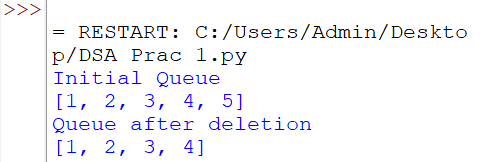 >>>
= RESTART: C:/Users/Admin/Deskto
p/DSA Prac 1.py
Initial Queue
[1, 2, 3, 4, 5]
Queue after deletion
[1, 2, 3, 4]